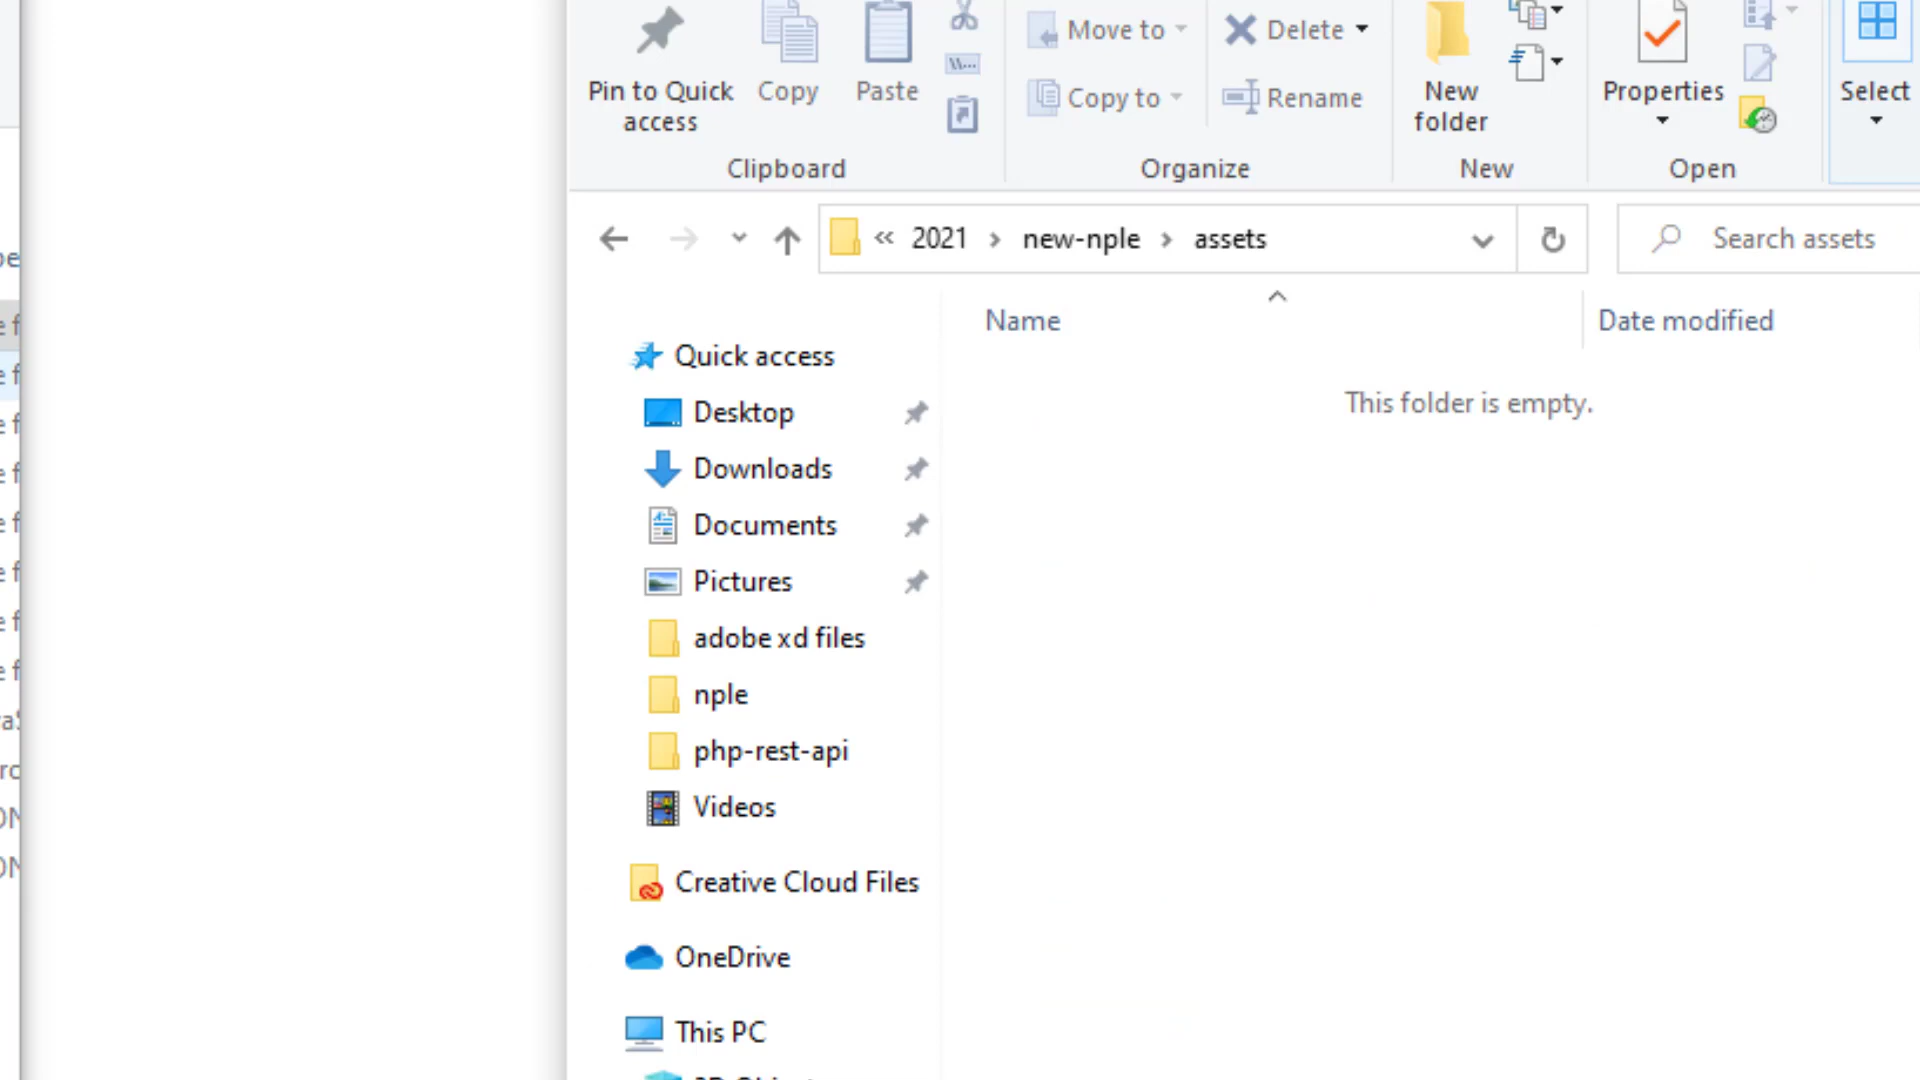 Pin to Quick
access
Copy
Paste
Move to
Copy to
Delete
Rename
New
folder
Properties
Select
Clipboard
Organize
New
Open
« 2021 > new-nple > assets
Search assets
Name
Date modified
This folder is empty.
Quick access
Desktop
Downloads
Documents
Pictures
adobe xd files
nple
php-rest-api
Videos
Creative Cloud Files
OneDrive
This PC